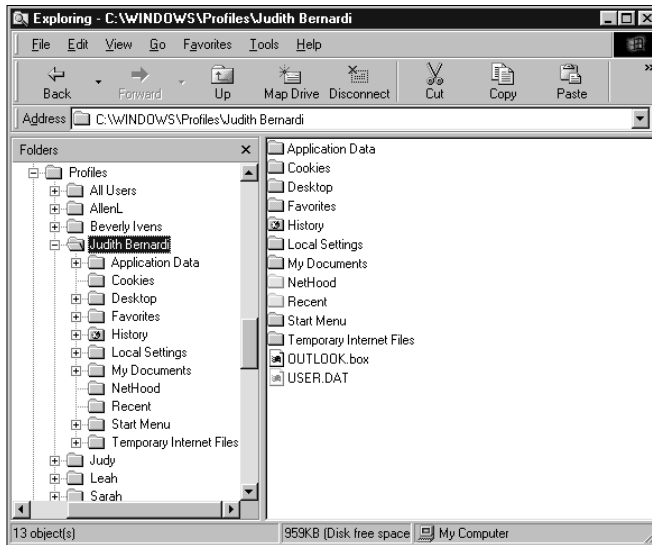 Exploring - C:\WINDOWS\Profiles\Judith Bernardi
File Edit View Go Favorites Tools Help
Back Forward Up Map Drive Disconnect Cut Copy Paste »
Address C:\WINDOWS\Profiles\Judith Bernardi
Folders
Profiles
All Users
AllenL
Beverly Ivens
Judith Bernardi
Application Data
Cookies
Desktop
Favorites
History
Local Settings
My Documents
NetHood
Recent
Start Menu
Temporary Internet Files
Judy
Leah
Sarah
Application Data
Cookies
Desktop
Favorites
History
Local Settings
My Documents
NetHood
Recent
Start Menu
Temporary Internet Files
OUTLOOK.box
USER.DAT
13 object(s) 959KB (Disk free space My Computer